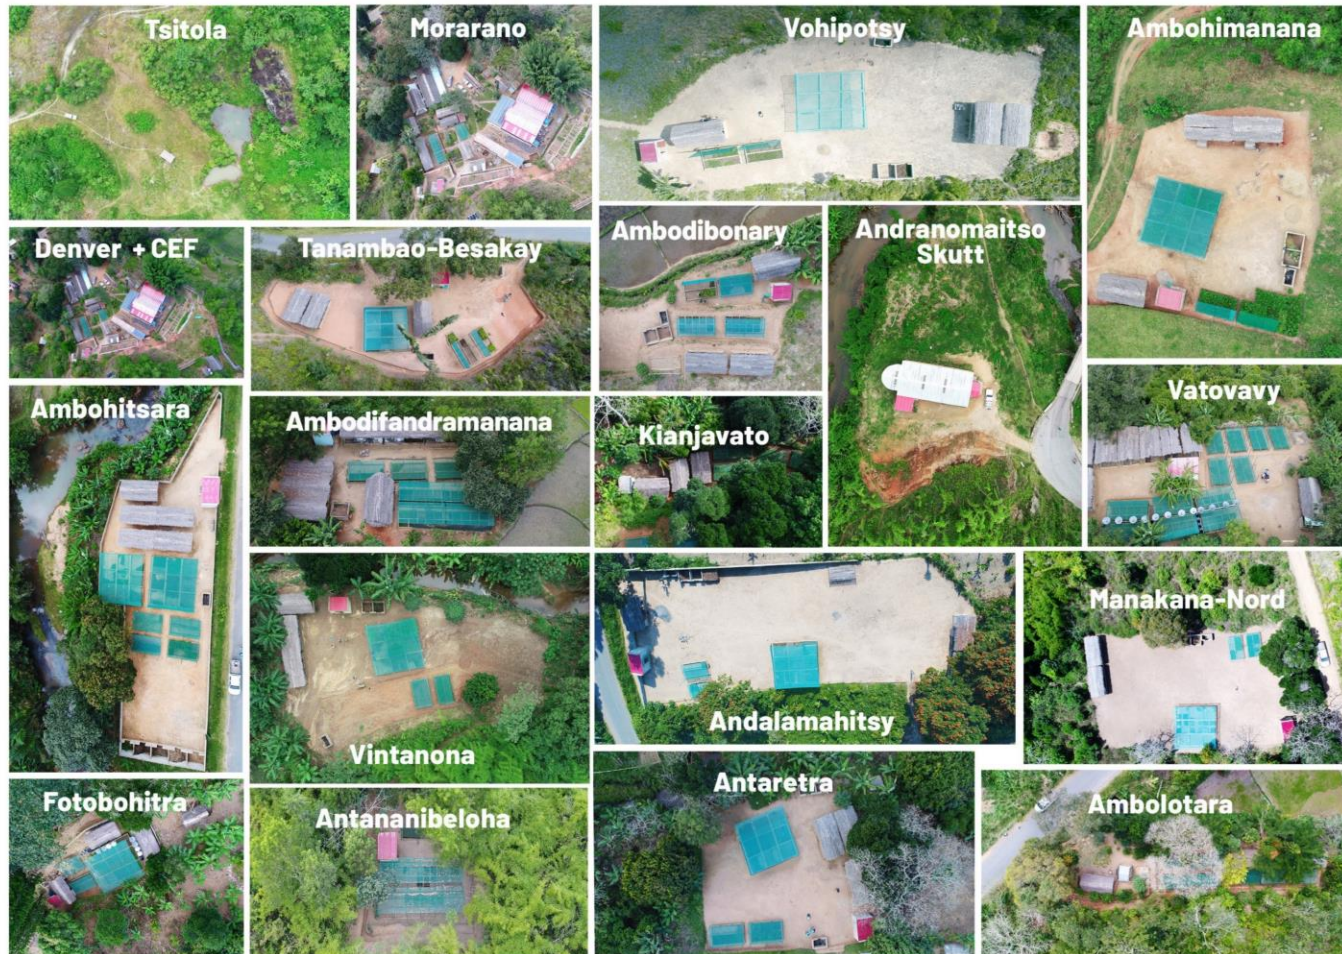 Tsitola
Morarano
Vohipotsy
Ambohimanana
Denver + CEF
Tanambao-Besakay
Ambodibonary
Andranomaitso
Skutt
Ambohitsara
Ambodifandramanana
Kianjavato
Vatovavy
Vintanona
Andalamahitsy
Manakana-Nord
Fotobohitra
Antananibeloha
Antaretra
Ambolotara